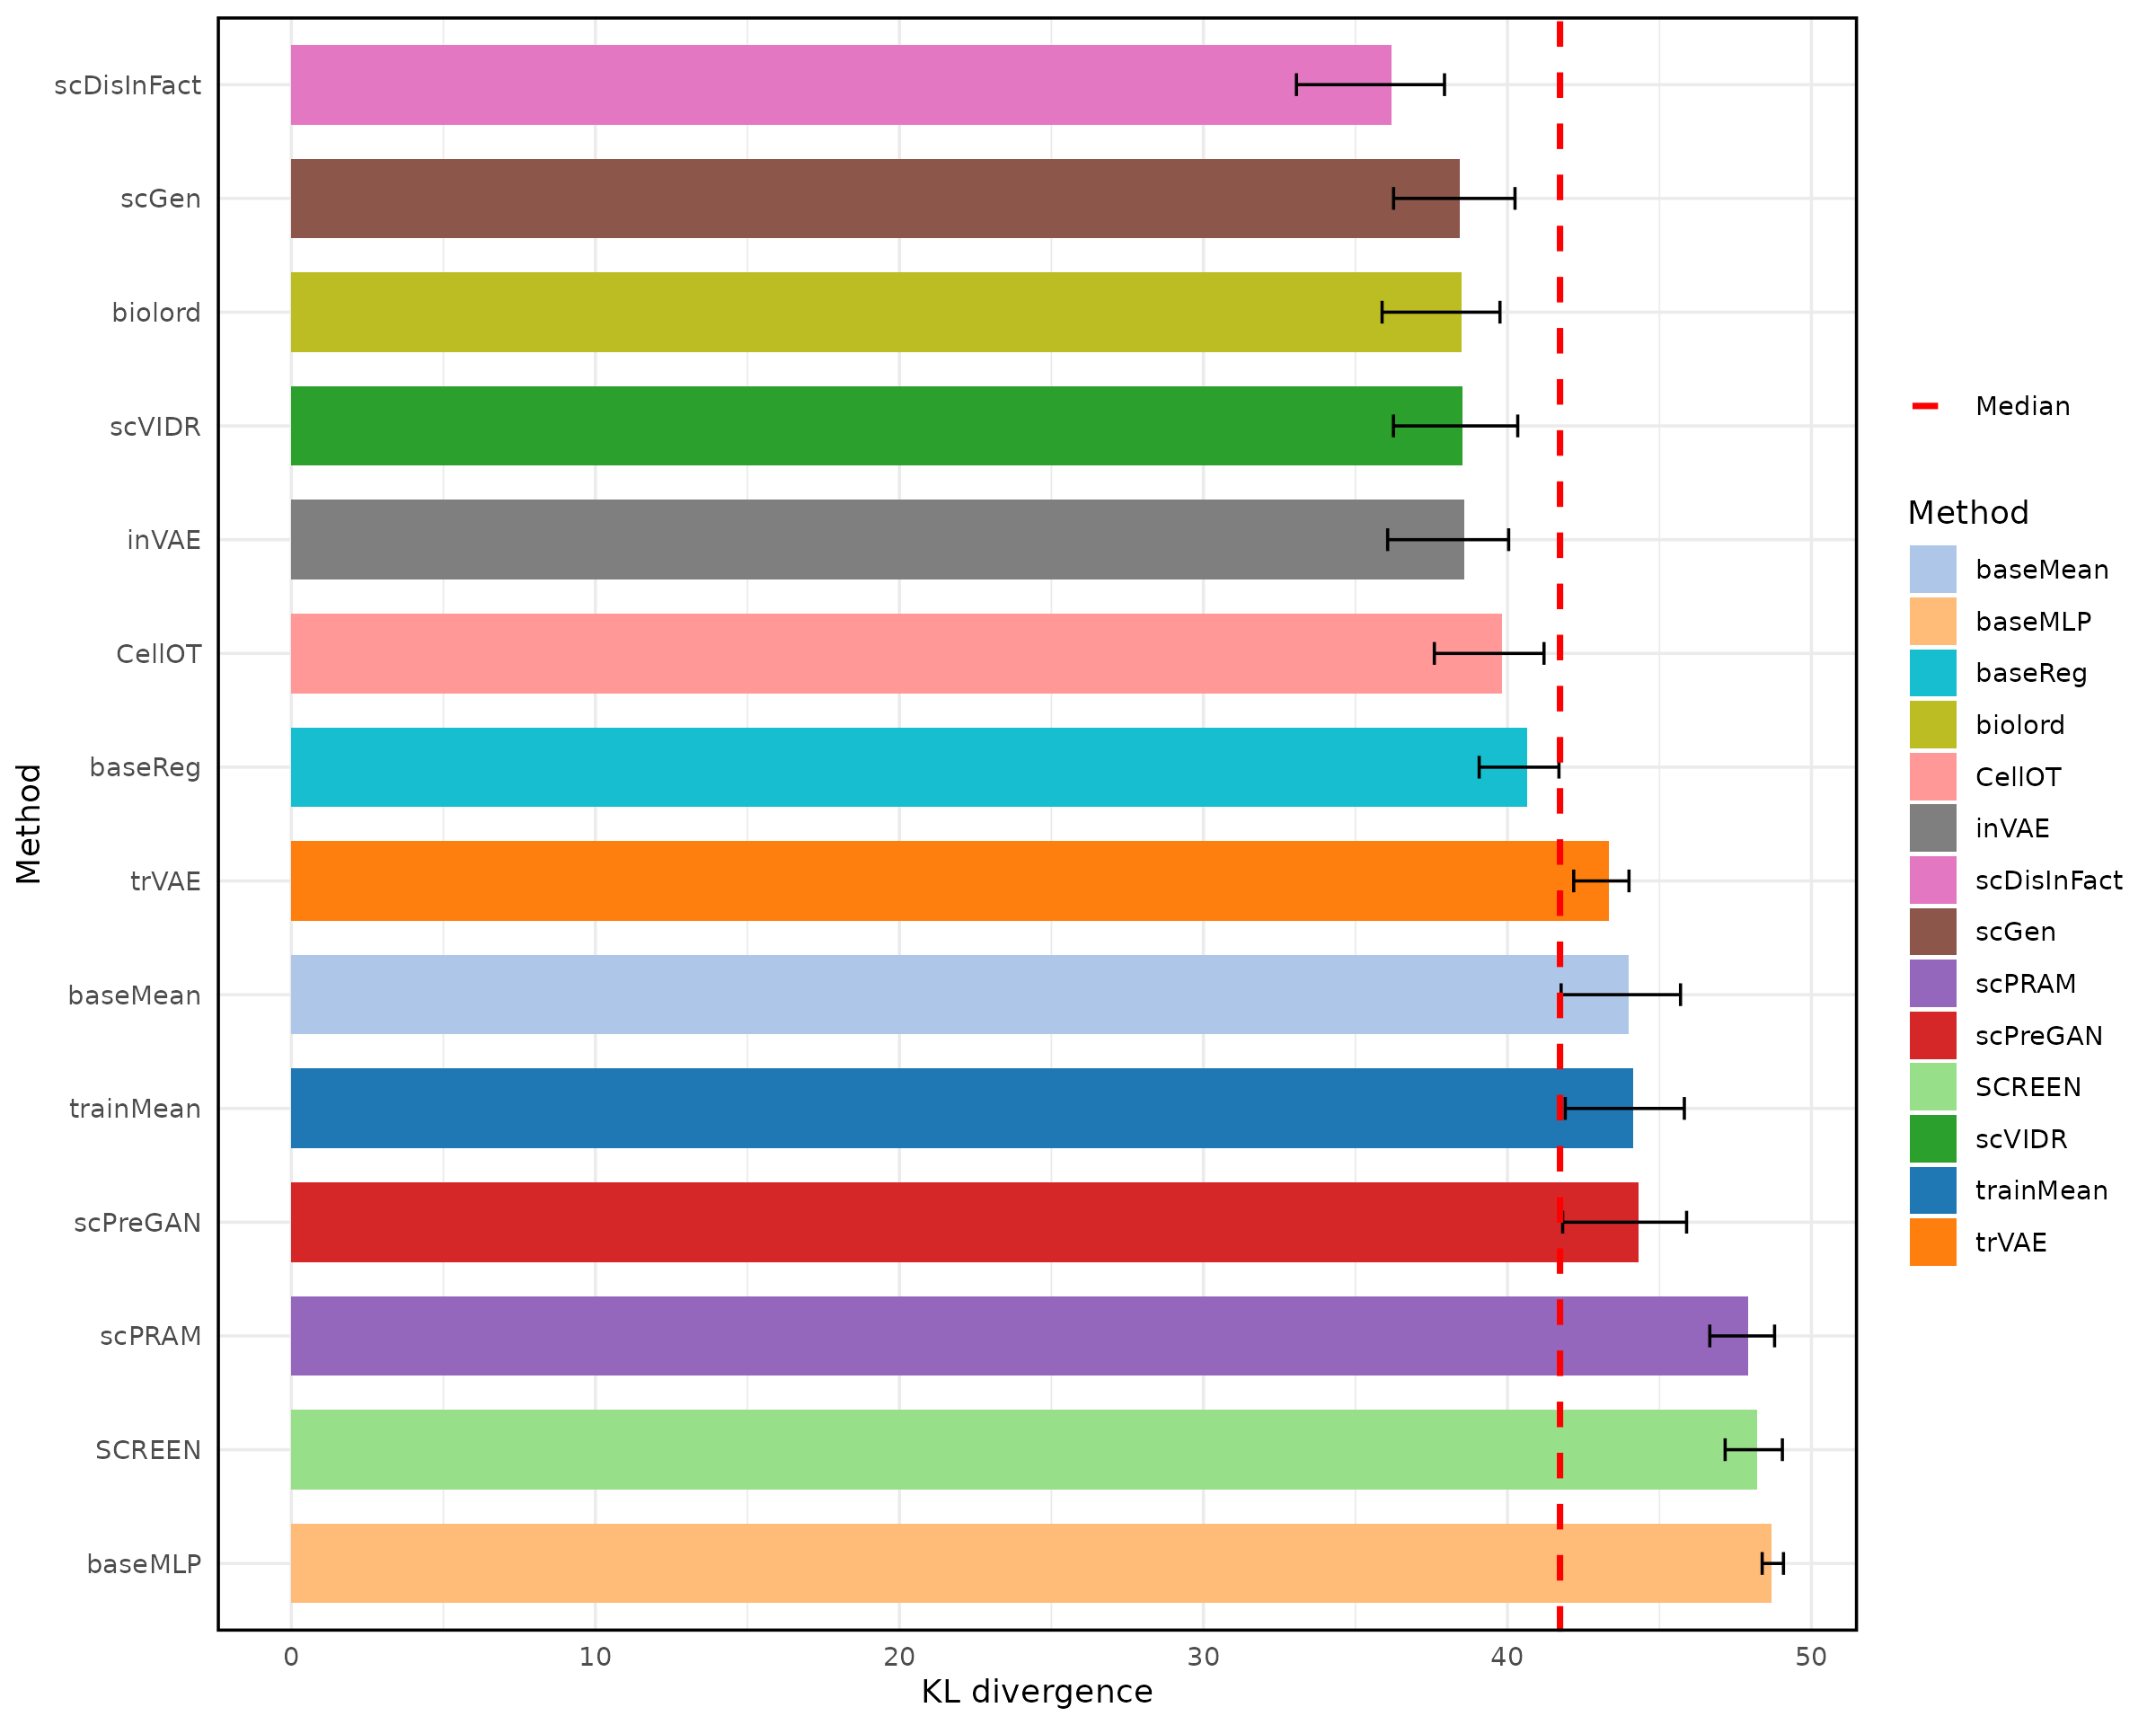 scDisInFact
scGen
biolord
scVIDR
inVAE
CellOT
baseReg
trVAE
baseMean
trainMean
scPreGAN
scPRAM
SCREEN
baseMLP
Method
0 10 20 30 40 50
KL divergence
Median
Method
baseMean
baseMLP
baseReg
biolord
CellOT
inVAE
scDisInFact
scGen
scPRAM
scPreGAN
SCREEN
scVIDR
trainMean
trVAE